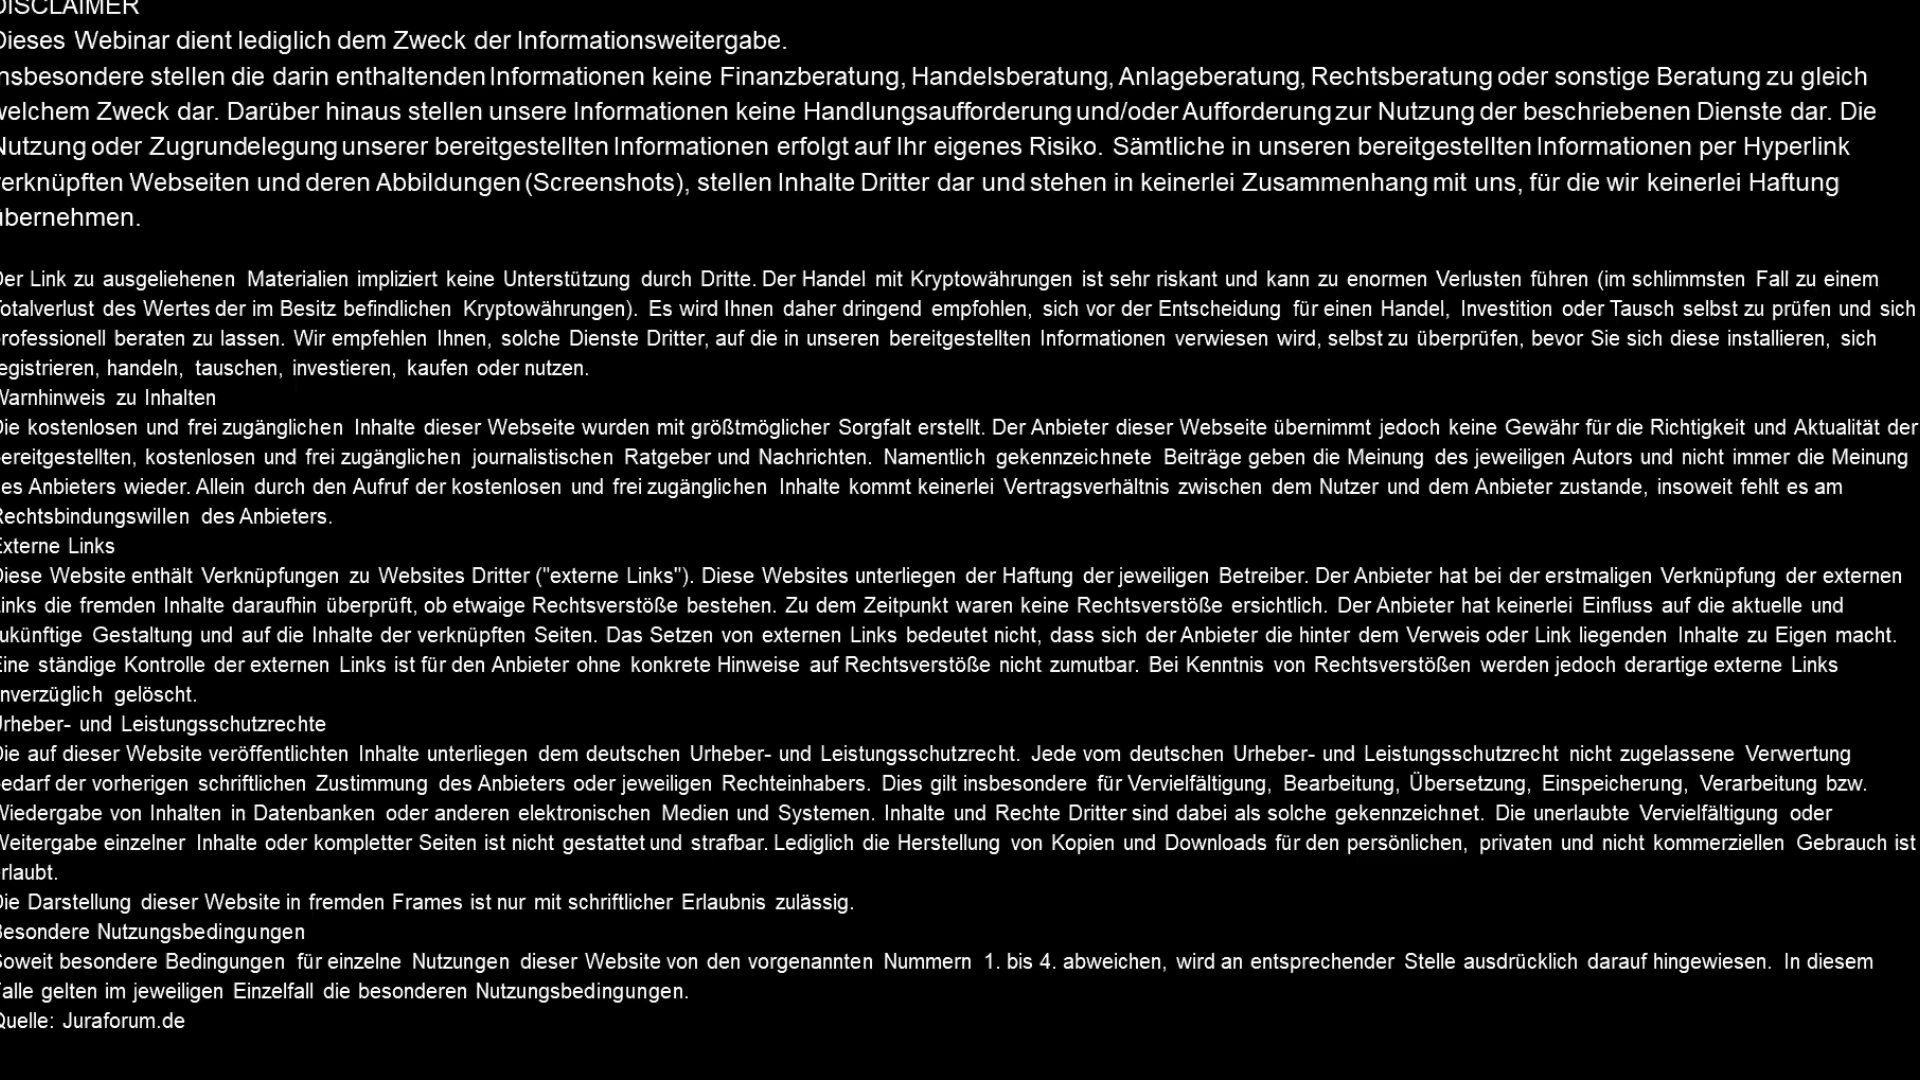 DISCLAIMER
Dieses Webinar dient lediglich dem Zweck der Informationsweitergabe.
nsbesondere stellen die darin enthaltenden Informationen keine Finanzberatung, Handelsberatung, Anlageberatung, Rechtsberatung oder sonstige Beratung zu gleich
welchem Zweck dar. Darüber hinaus stellen unsere Informationen keine Handlungsaufforderung und/oder Aufforderung zur Nutzung der beschriebenen Dienste dar. Die
Nutzung oder Zugrundelegung unserer bereitgestellten Informationen erfolgt auf Ihr eigenes Risiko. Sämtliche in unseren bereitgestellten Informationen per Hyperlink
verknüpften Webseiten und deren Abbildungen (Screenshots), stellen Inhalte Dritter dar und stehen in keinerlei Zusammenhang mit uns, für die wir keinerlei Haftung
übernehmen.
Der Link zu ausgeliehenen Materialien impliziert keine Unterstützung durch Dritte. Der Handel mit Kryptowährungen ist sehr riskant und kann zu enormen Verlusten führen (im schlimmsten Fall zu einem
Totalverlust des Wertes der im Besitz befindlichen Kryptowährungen). Es wird Ihnen daher dringend empfohlen, sich vor der Entscheidung für einen Handel, Investition oder Tausch selbst zu prüfen und sich
rofessionell beraten zu lassen. Wir empfehlen Ihnen, solche Dienste Dritter, auf die in unseren bereitgestellten Informationen verwiesen wird, selbst zu überprüfen, bevor Sie sich diese installieren, sich
egistrieren, handeln, tauschen, investieren, kaufen oder nutzen.
Warnhinweis zu Inhalten
Die kostenlosen und frei zugänglichen Inhalte dieser Webseite wurden mit größtmöglicher Sorgfalt erstellt. Der Anbieter dieser Webseite übernimmt jedoch keine Gewähr für die Richtigkeit und Aktualität der
bereitgestellten, kostenlosen und frei zugänglichen journalistischen Ratgeber und Nachrichten. Namentlich gekennzeichnete Beiträge geben die Meinung des jeweiligen Autors und nicht immer die Meinung
es Anbieters wieder. Allein durch den Aufruf der kostenlosen und frei zugänglichen Inhalte kommt keinerlei Vertragsverhältnis zwischen dem Nutzer und dem Anbieter zustande, insoweit fehlt es am
Rechtsbindungswillen des Anbieters.
Externe Links
Diese Website enthält Verknüpfungen zu Websites Dritter ("externe Links"). Diese Websites unterliegen der Haftung der jeweiligen Betreiber. Der Anbieter hat bei der erstmaligen Verknüpfung der externen
Links die fremden Inhalte daraufhin überprüft, ob etwaige Rechtsverstöße bestehen. Zu dem Zeitpunkt waren keine Rechtsverstöße ersichtlich. Der Anbieter hat keinerlei Einfluss auf die aktuelle und
ukünftige Gestaltung und auf die Inhalte der verknüpften Seiten. Das Setzen von externen Links bedeutet nicht, dass sich der Anbieter die hinter dem Verweis oder Link liegenden Inhalte zu Eigen macht.
Eine ständige Kontrolle der externen Links ist für den Anbieter ohne konkrete Hinweise auf Rechtsverstöße nicht zumutbar. Bei Kenntnis von Rechtsverstößen werden jedoch derartige externe Links
nverzüglich gelöscht.
Urheber- und Leistungsschutzrechte
Die auf dieser Website veröffentlichten Inhalte unterliegen dem deutschen Urheber- und Leistungsschutzrecht. Jede vom deutschen Urheber- und Leistungsschutzrecht nicht zugelassene Verwertung
bedarf der vorherigen schriftlichen Zustimmung des Anbieters oder jeweiligen Rechteinhabers. Dies gilt insbesondere für Vervielfältigung, Bearbeitung, Übersetzung, Einspeicherung, Verarbeitung bzw.
Wiedergabe von Inhalten in Datenbanken oder anderen elektronischen Medien und Systemen. Inhalte und Rechte Dritter sind dabei als solche gekennzeichnet. Die unerlaubte Vervielfältigung oder
Weitergabe einzelner Inhalte oder kompletter Seiten ist nicht gestattet und strafbar. Lediglich die Herstellung von Kopien und Downloads für den persönlichen, privaten und nicht kommerziellen Gebrauch ist
rlaubt.
Die Darstellung dieser Website in fremden Frames ist nur mit schriftlicher Erlaubnis zulässig.
Besondere Nutzungsbedingungen
Soweit besondere Bedingungen für einzelne Nutzungen dieser Website von den vorgenannten Nummern 1. bis 4. abweichen, wird an entsprechender Stelle ausdrücklich darauf hingewiesen. In diesem
Falle gelten im jeweiligen Einzelfall die besonderen Nutzungsbedingungen.
Quelle: Juraforum.de